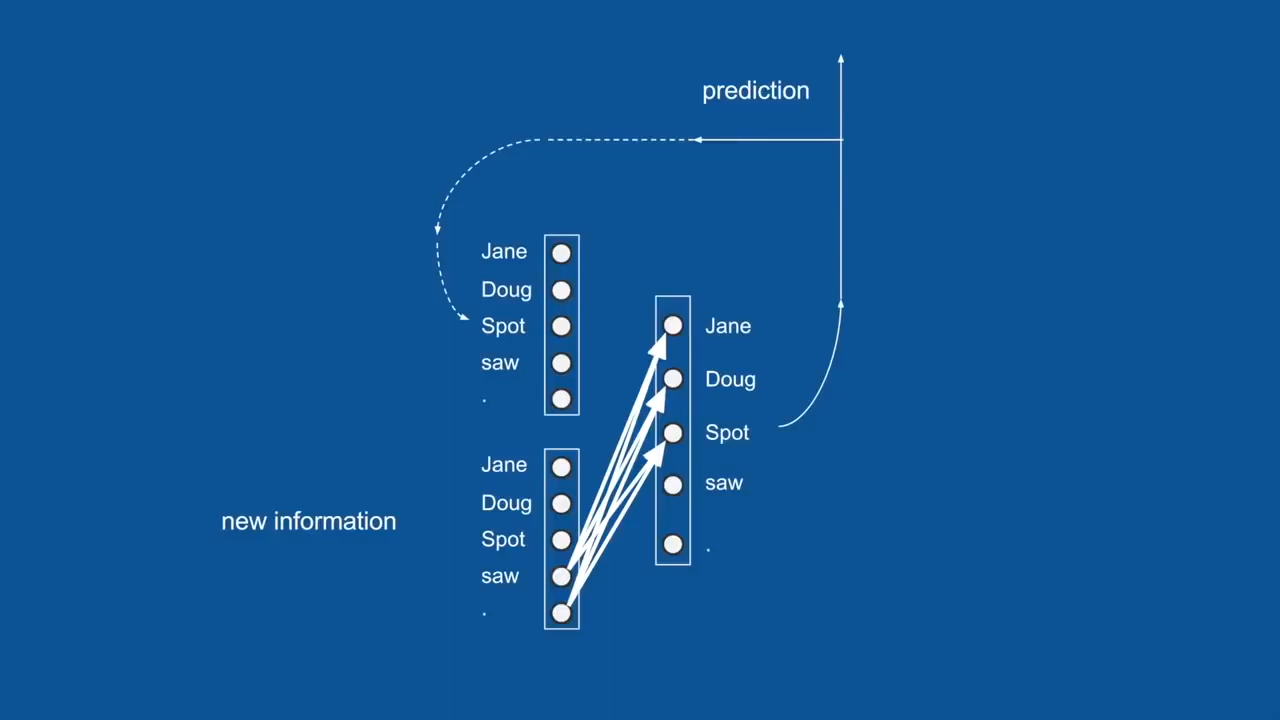 prediction
Jane
Doug
Spot
saw
.
Jane
Doug
Spot
saw
.
new information
Jane
Doug
Spot
saw
.